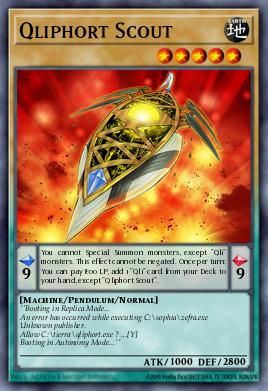 QLIPHORT SCOUT
EARTH
地
You cannot Special Summon monsters, except "Qli"
monsters. This effect cannot be negated. Once per turn:
You can pay 800 LP; add 1 "Qli" card from your Deck to
your hand, except "Qliphort Scout".
9
9
[Machine/Pendulum/Normal]
"Booting in Replica Mode...
An error has occurred while executing C:\sophia\zefra.exe
Unknown publisher.
Allow C:\tierra\qliphort.exe ? ...[Y]
Booting in Autonomy Mode..."
ATK/1000 DEF/2800